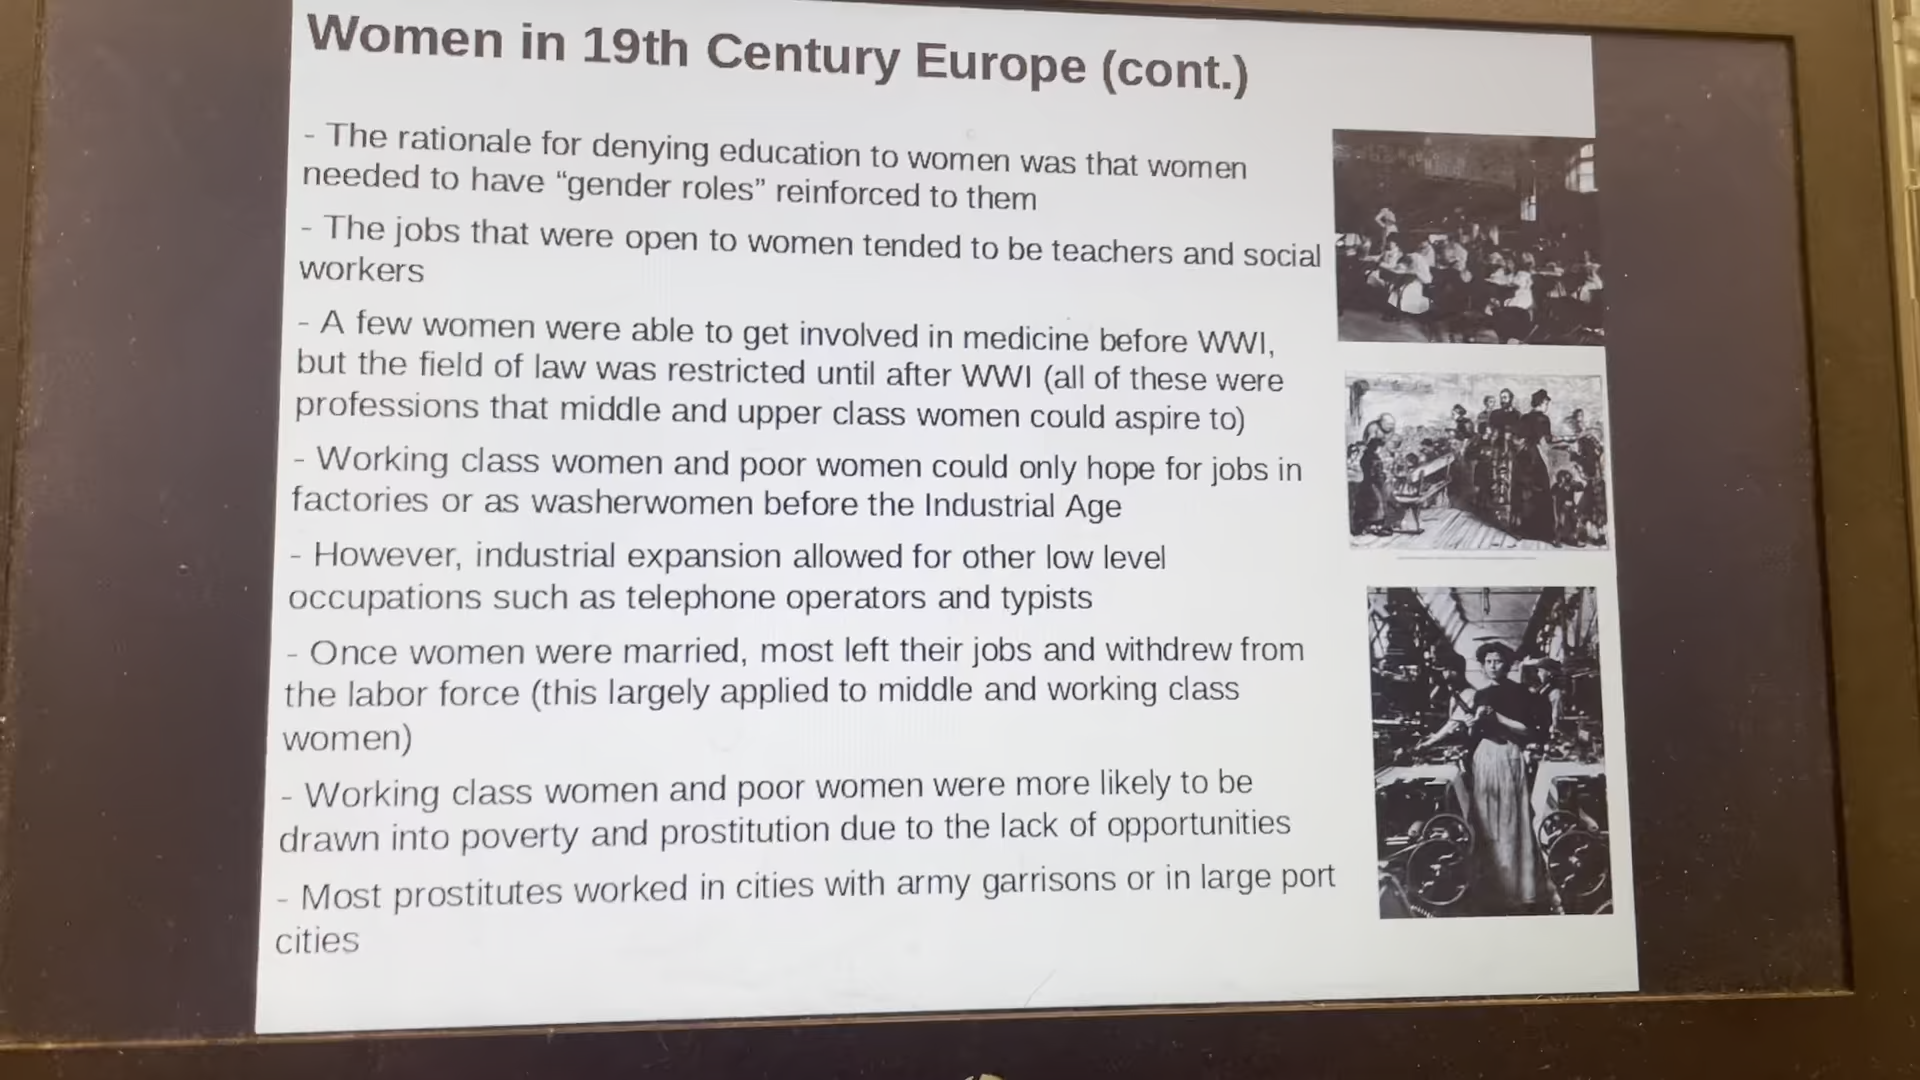 Women in 19th Century Europe (cont.)
- The rationale for denying education to women was that women
needed to have “gender roles” reinforced to them
- The jobs that were open to women tended to be teachers and social
workers
- A few women were able to get involved in medicine before WWI,
but the field of law was restricted until after WWI (all of these were
professions that middle and upper class women could aspire to)
- Working class women and poor women could only hope for jobs in
factories or as washerwomen before the Industrial Age
- However, industrial expansion allowed for other low level
occupations such as telephone operators and typists
- Once women were married, most left their jobs and withdrew from
the labor force (this largely applied to middle and working class
women)
- Working class women and poor women were more likely to be
drawn into poverty and prostitution due to the lack of opportunities
- Most prostitutes worked in cities with army garrisons or in large port
cities